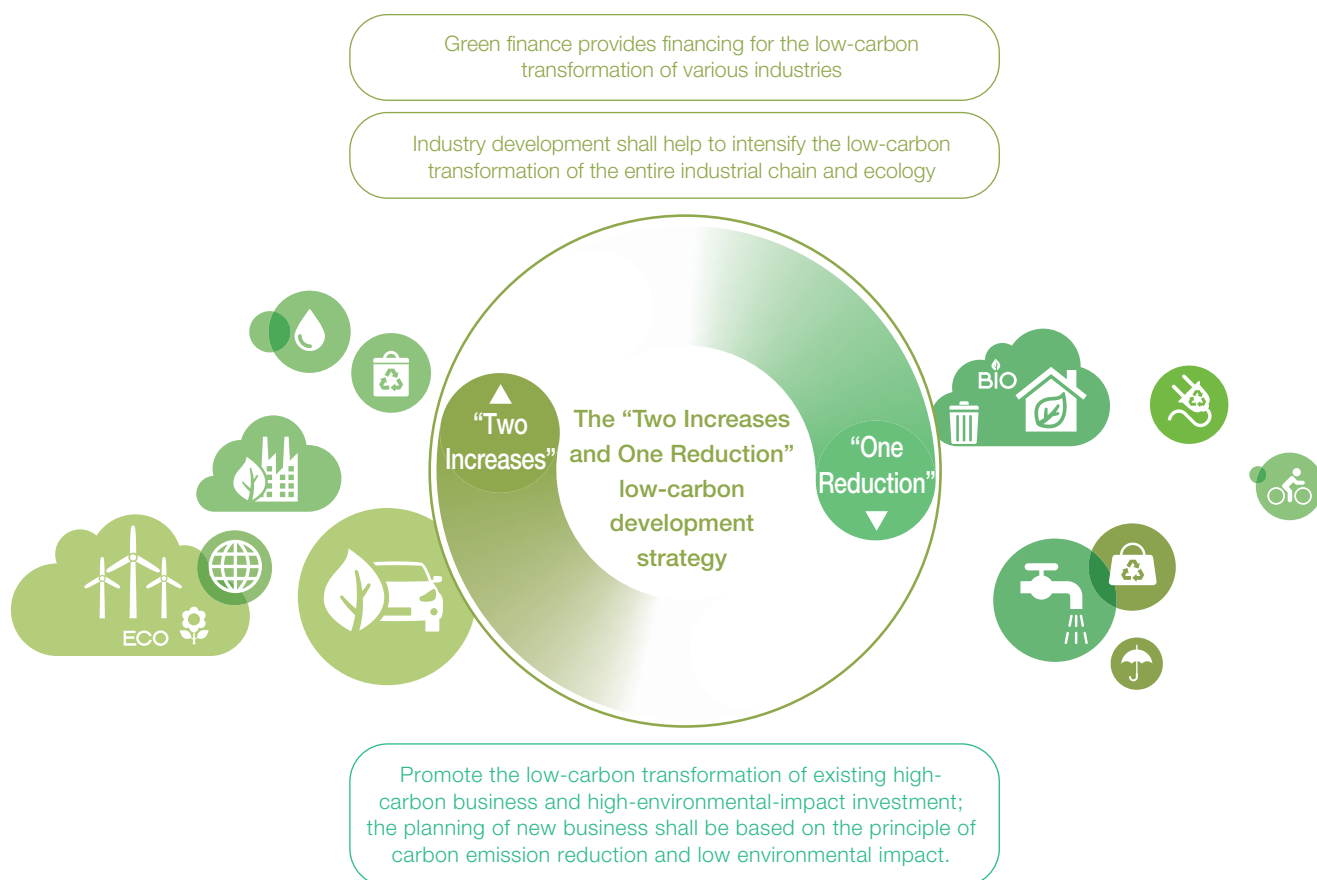 Green finance provides financing for the low-carbon
transformation of various industries
Industry development shall help to intensify the low-carbon
transformation of the entire industrial chain and ecology
“Two
Increases”
The “Two Increases
and One Reduction”
low-carbon
development
strategy
“One
Reduction”
BIO
ECO
Promote the low-carbon transformation of existing high-
carbon business and high-environmental-impact investment;
the planning of new business shall be based on the principle of
carbon emission reduction and low environmental impact.